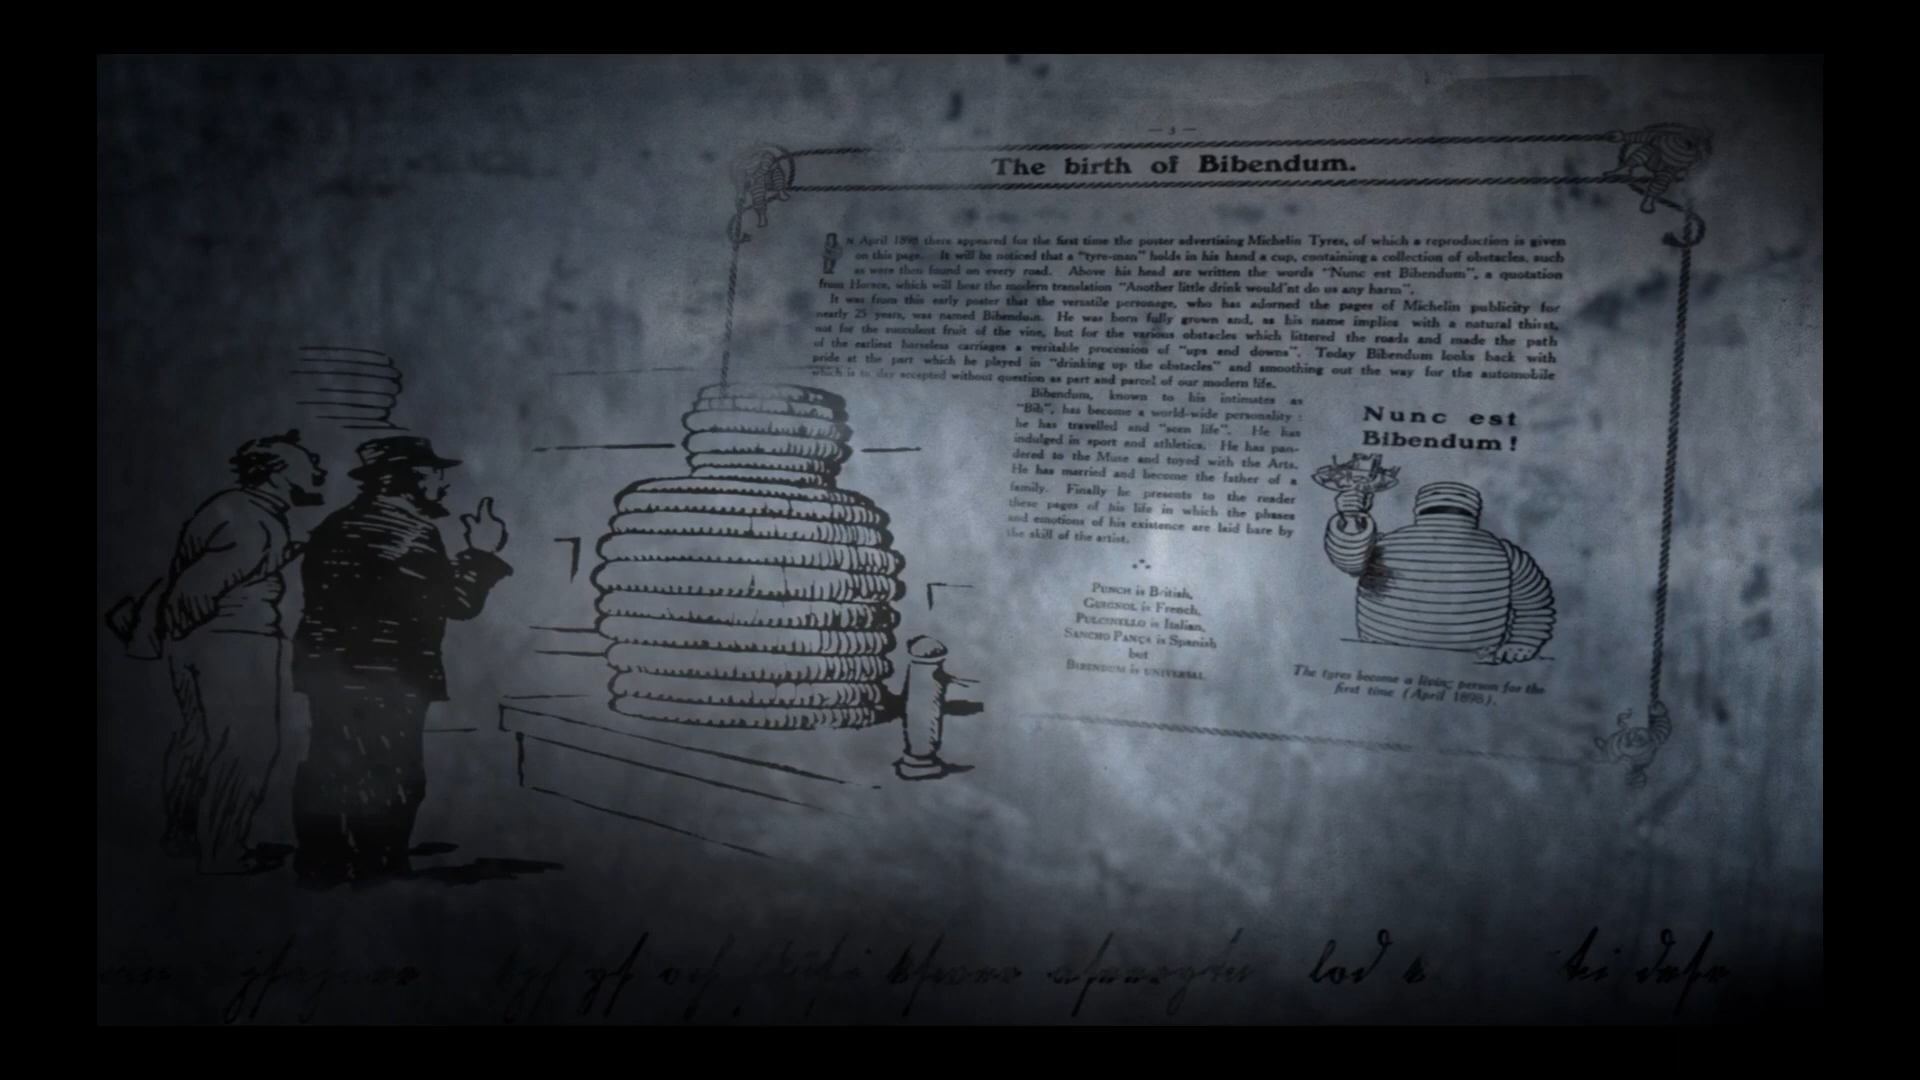 — 3 —
The birth of Bibendum.
IN April 1898 there appeared for the first time the poster advertising Michelin Tyres, of which a reproduction is given
on this page. It will be noticed that a "tyre-man" holds in his hand a cup, containing a collection of obstacles, such
as were then found on every road. Above his head are written the words "Nunc est Bibendum", a quotation
from Horace, which will bear the modern translation "Another little drink would'nt do us any harm".
It was from this early poster that the versatile personage, who has adorned the pages of Michelin publicity for
nearly 25 years, was named Bibendum. He was born fully grown and, as his name implies with a natural thirst,
not for the succulent fruit of the vine, but for the various obstacles which littered the roads and made the path
of the earliest horseless carriages a veritable procession of "ups and downs". Today Bibendum looks back with
pride at the part which he played in "drinking up the obstacles" and smoothing out the way for the automobile
which is to day accepted without question as part and parcel of our modern life.
Bibendum, known to his intimates as
"Bib", has become a world-wide personality :
he has travelled and "seen life". He has
indulged in sport and athletics. He has pan-
dered to the Muse and toyed with the Arts.
He has married and become the father of a
family. Finally he presents to the reader
these pages of his life in which the phases
and emotions of his existence are laid bare by
the skill of the artist.
PUNCH is British,
GUIGNOL is French,
PULCINELLO is Italian,
SANCHO PANÇA is Spanish
but
BIBENDUM is UNIVERSAL.
Nunc est
Bibendum !
The tyres become a living person for the
first time (April 1898).